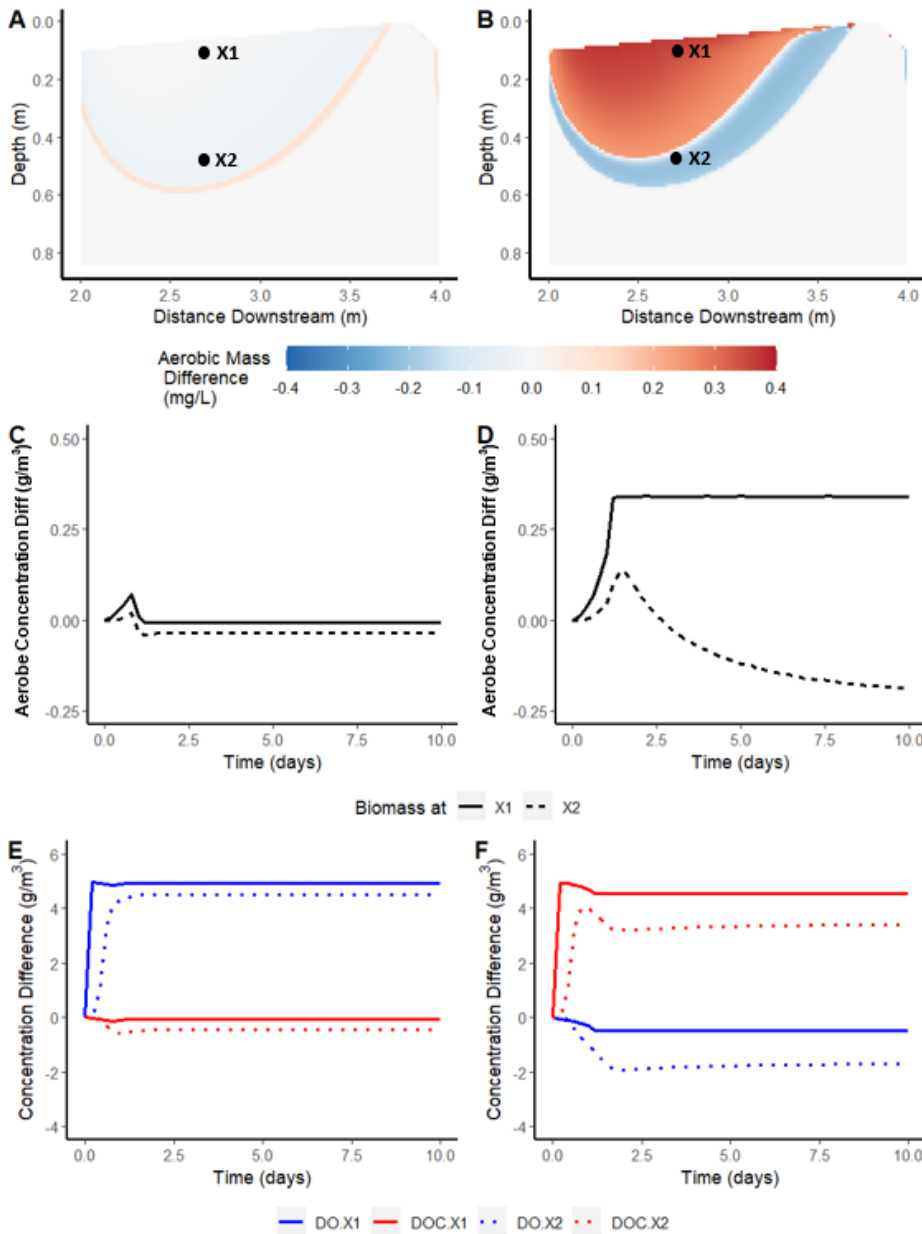 A
B
X1
X2
X1
X2
Depth (m)
0.0
0.2
0.4
0.6
0.8
2.0 2.5 3.0 3.5 4.0
Distance Downstream (m)
Depth (m)
0.0
0.2
0.4
0.6
0.8
2.0 2.5 3.0 3.5 4.0
Distance Downstream (m)
Aerobic Mass
Difference
(mg/L)
-0.4 -0.3 -0.2 -0.1 0.0 0.1 0.2 0.3 0.4
C
Aerobe Concentration Diff (g/m³)
0.50
0.25
0.00
-0.25
0.0 2.5 5.0 7.5 10.0
Time (days)
D
Aerobe Concentration Diff (g/m³)
0.50
0.25
0.00
-0.25
0.0 2.5 5.0 7.5 10.0
Time (days)
Biomass at X1 X2
E
Concentration Difference (g/m³)
6
4
2
0
-2
-4
0.0 2.5 5.0 7.5 10.0
Time (days)
F
Concentration Difference (g/m³)
6
4
2
0
-2
-4
0.0 2.5 5.0 7.5 10.0
Time (days)
DO.X1 DOC.X1 DO.X2 DOC.X2